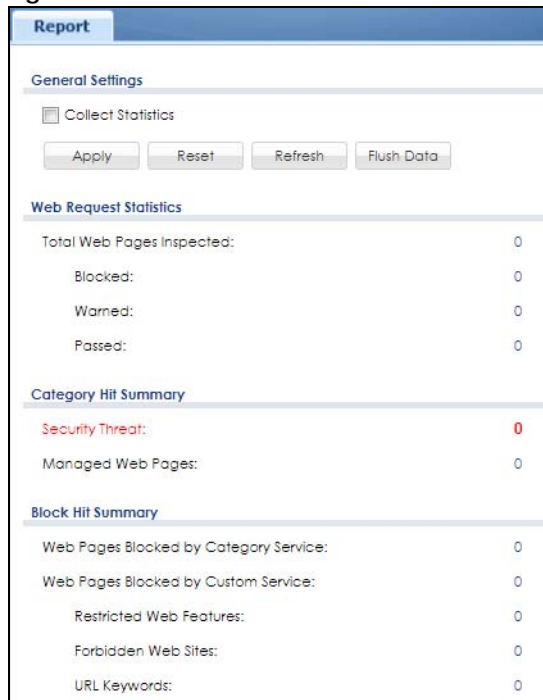 Report
General Settings
Collect Statistics
Apply Reset Refresh Flush Data
Web Request Statistics
Total Web Pages Inspected: 0
Blocked: 0
Warned: 0
Passed: 0
Category Hit Summary
Security Threat: 0
Managed Web Pages: 0
Block Hit Summary
Web Pages Blocked by Category Service: 0
Web Pages Blocked by Custom Service: 0
Restricted Web Features: 0
Forbidden Web Sites: 0
URL Keywords: 0